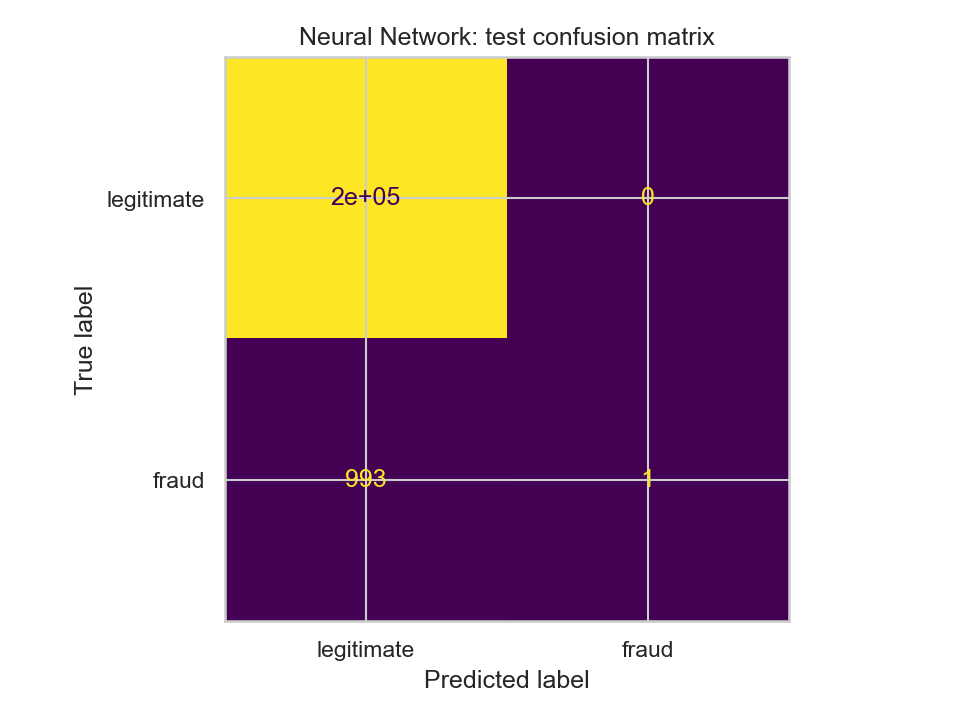 Neural Network: test confusion matrix
legitimate
2e+05
0
True label
fraud
993
1
legitimate
fraud
Predicted label